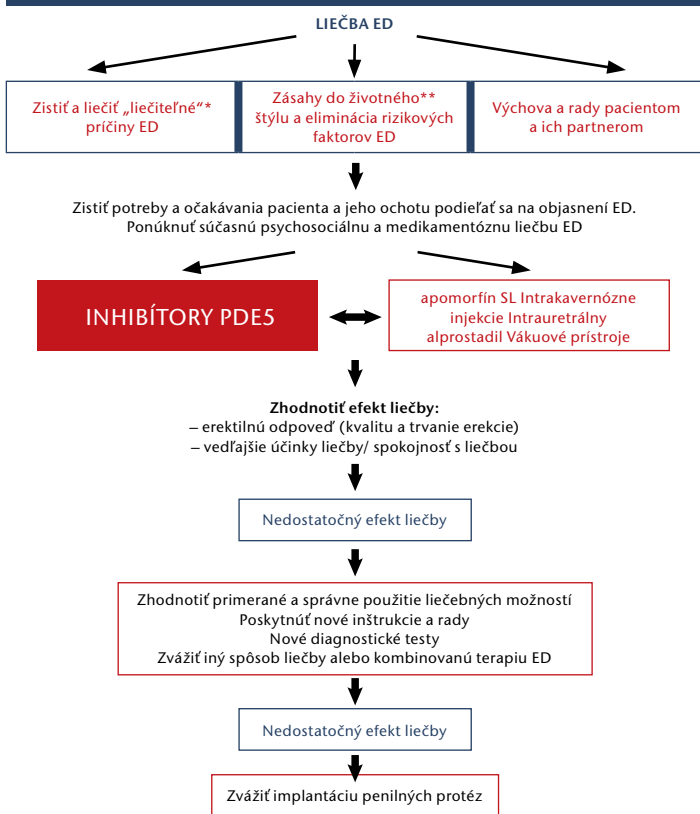 LIEČBA ED
Zistiť a liečiť „liečiteľné“*
príčiny ED
Zásahy do životného**
štýlu a eliminácia rizikových
faktorov ED
Výchova a rady pacientom
a ich partnerom
Zistiť potreby a očakávania pacienta a jeho ochotu podieľať sa na objasnení ED.
Ponúknuť súčasnú psychosociálnu a medikamentóznu liečbu ED
INHIBÍTORY PDE5
apomorfín SL Intrakavernózne
injekcie Intrauretrálny
alprostadil Vákuové prístroje
Zhodnotiť efekt liečby:
– erektilnú odpoveď (kvalitu a trvanie erekcie)
– vedľajšie účinky liečby/ spokojnosť s liečbou
Nedostatočný efekt liečby
Zhodnotiť primerané a správne použitie liečebných možností
Poskytnúť nové inštrukcie a rady
Nové diagnostické testy
Zvážiť iný spôsob liečby alebo kombinovanú terapiu ED
Nedostatočný efekt liečby
Zvážiť implantáciu penilných protéz